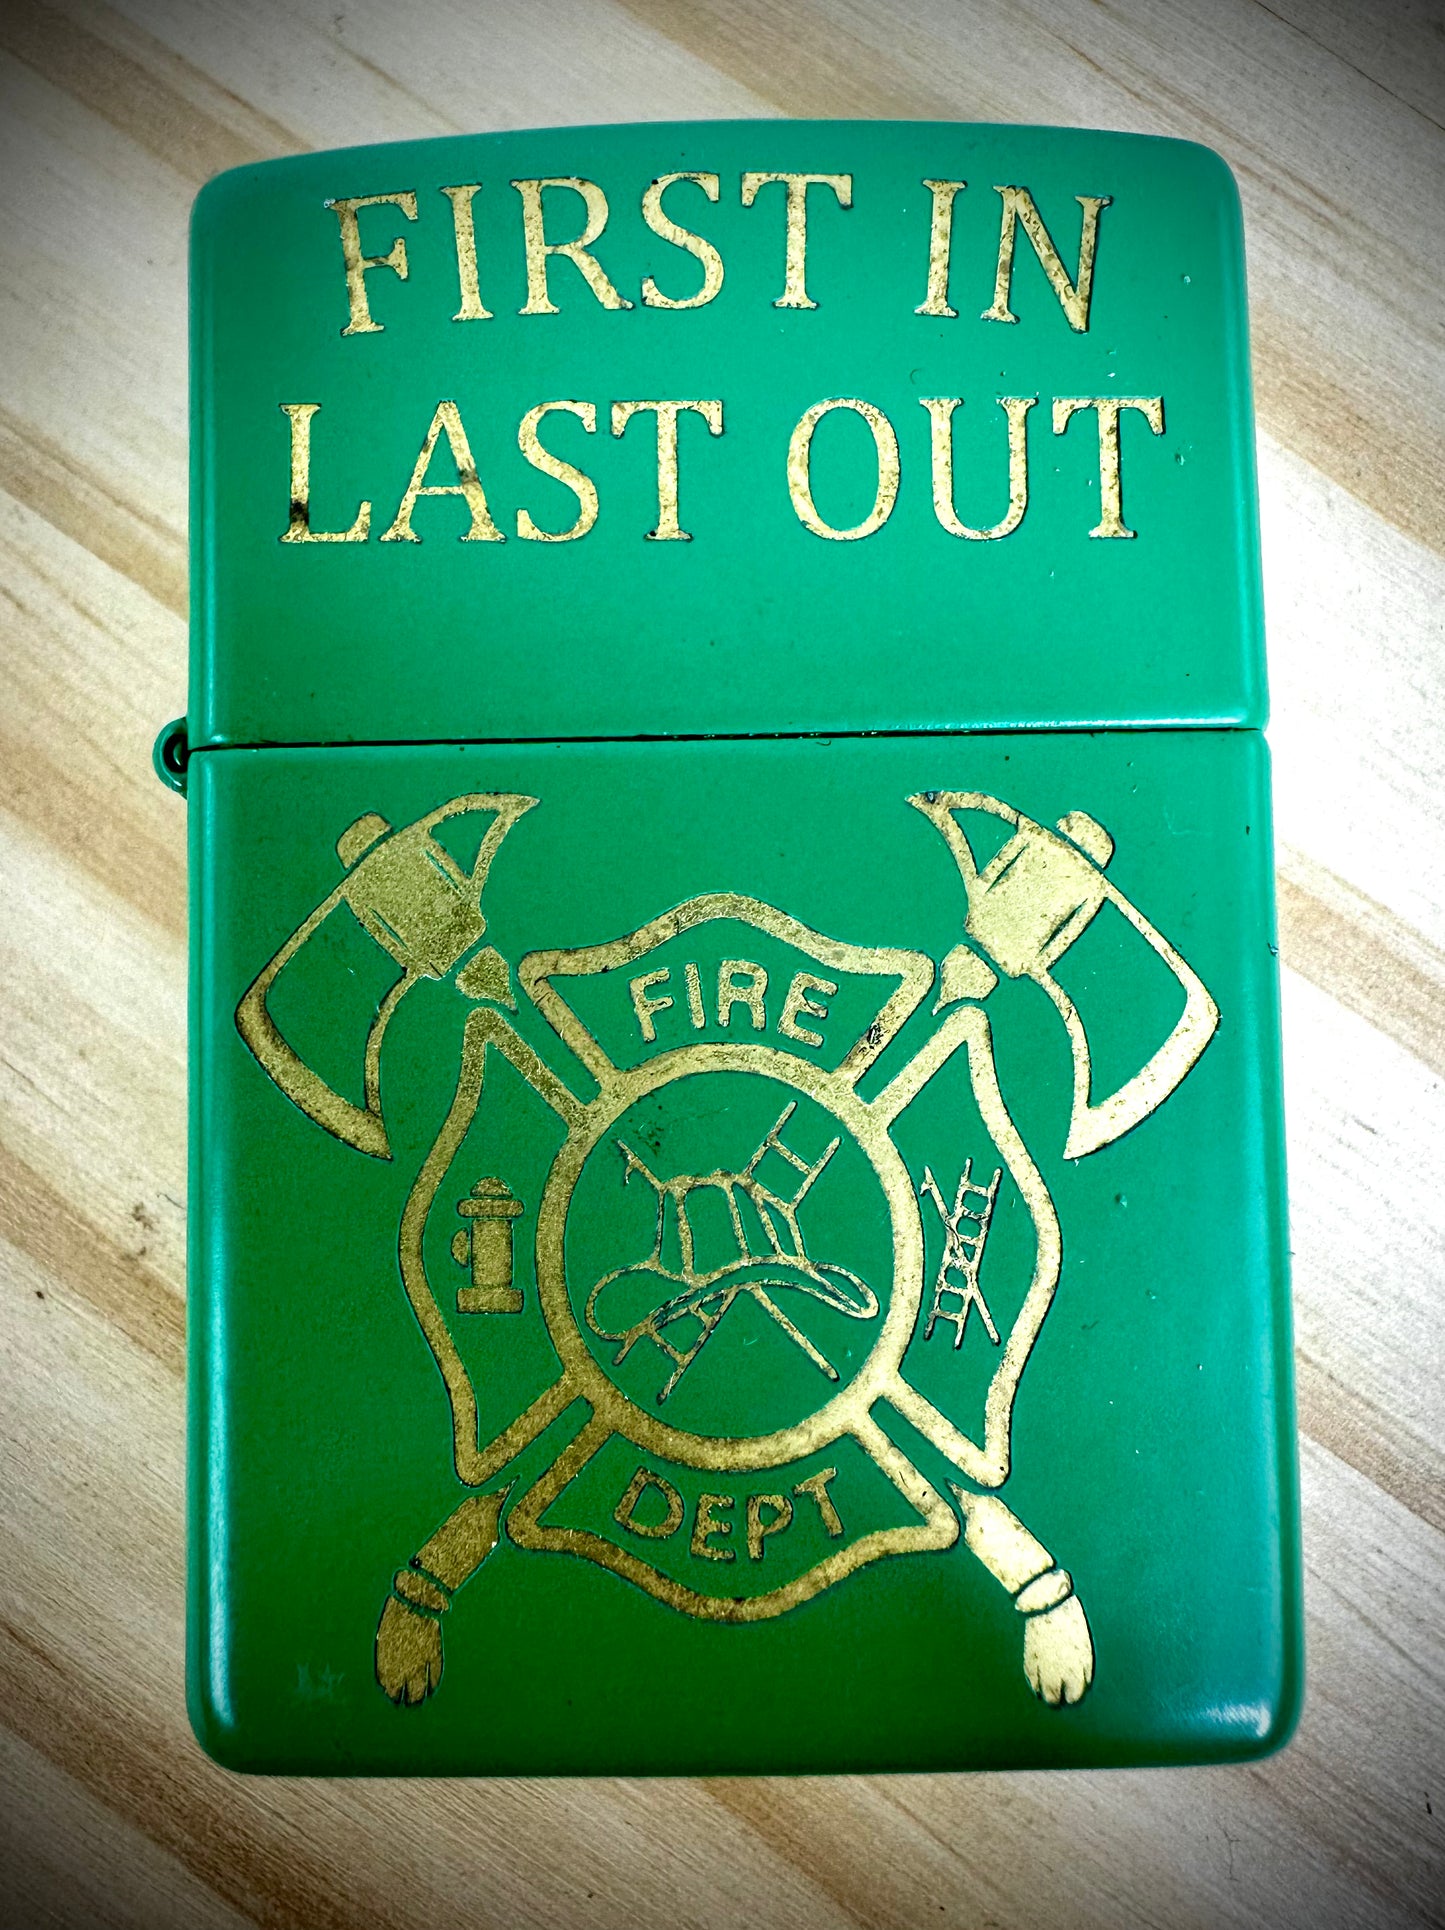 FIRST IN
LAST OUT
FIRE
DEPT